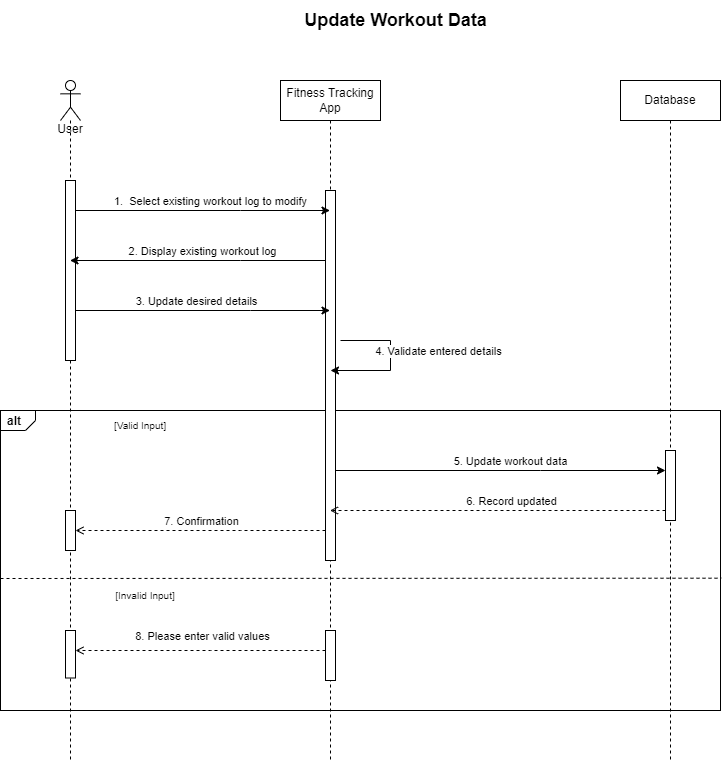 Update Workout Data
Fitness Tracking
App
Database
User
1.  Select existing workout log to modify
2. Display existing workout log
3. Update desired details
4. Validate entered details
alt
[Valid Input]
5. Update workout data
6. Record updated
7. Confirmation
[Invalid Input]
8. Please enter valid values